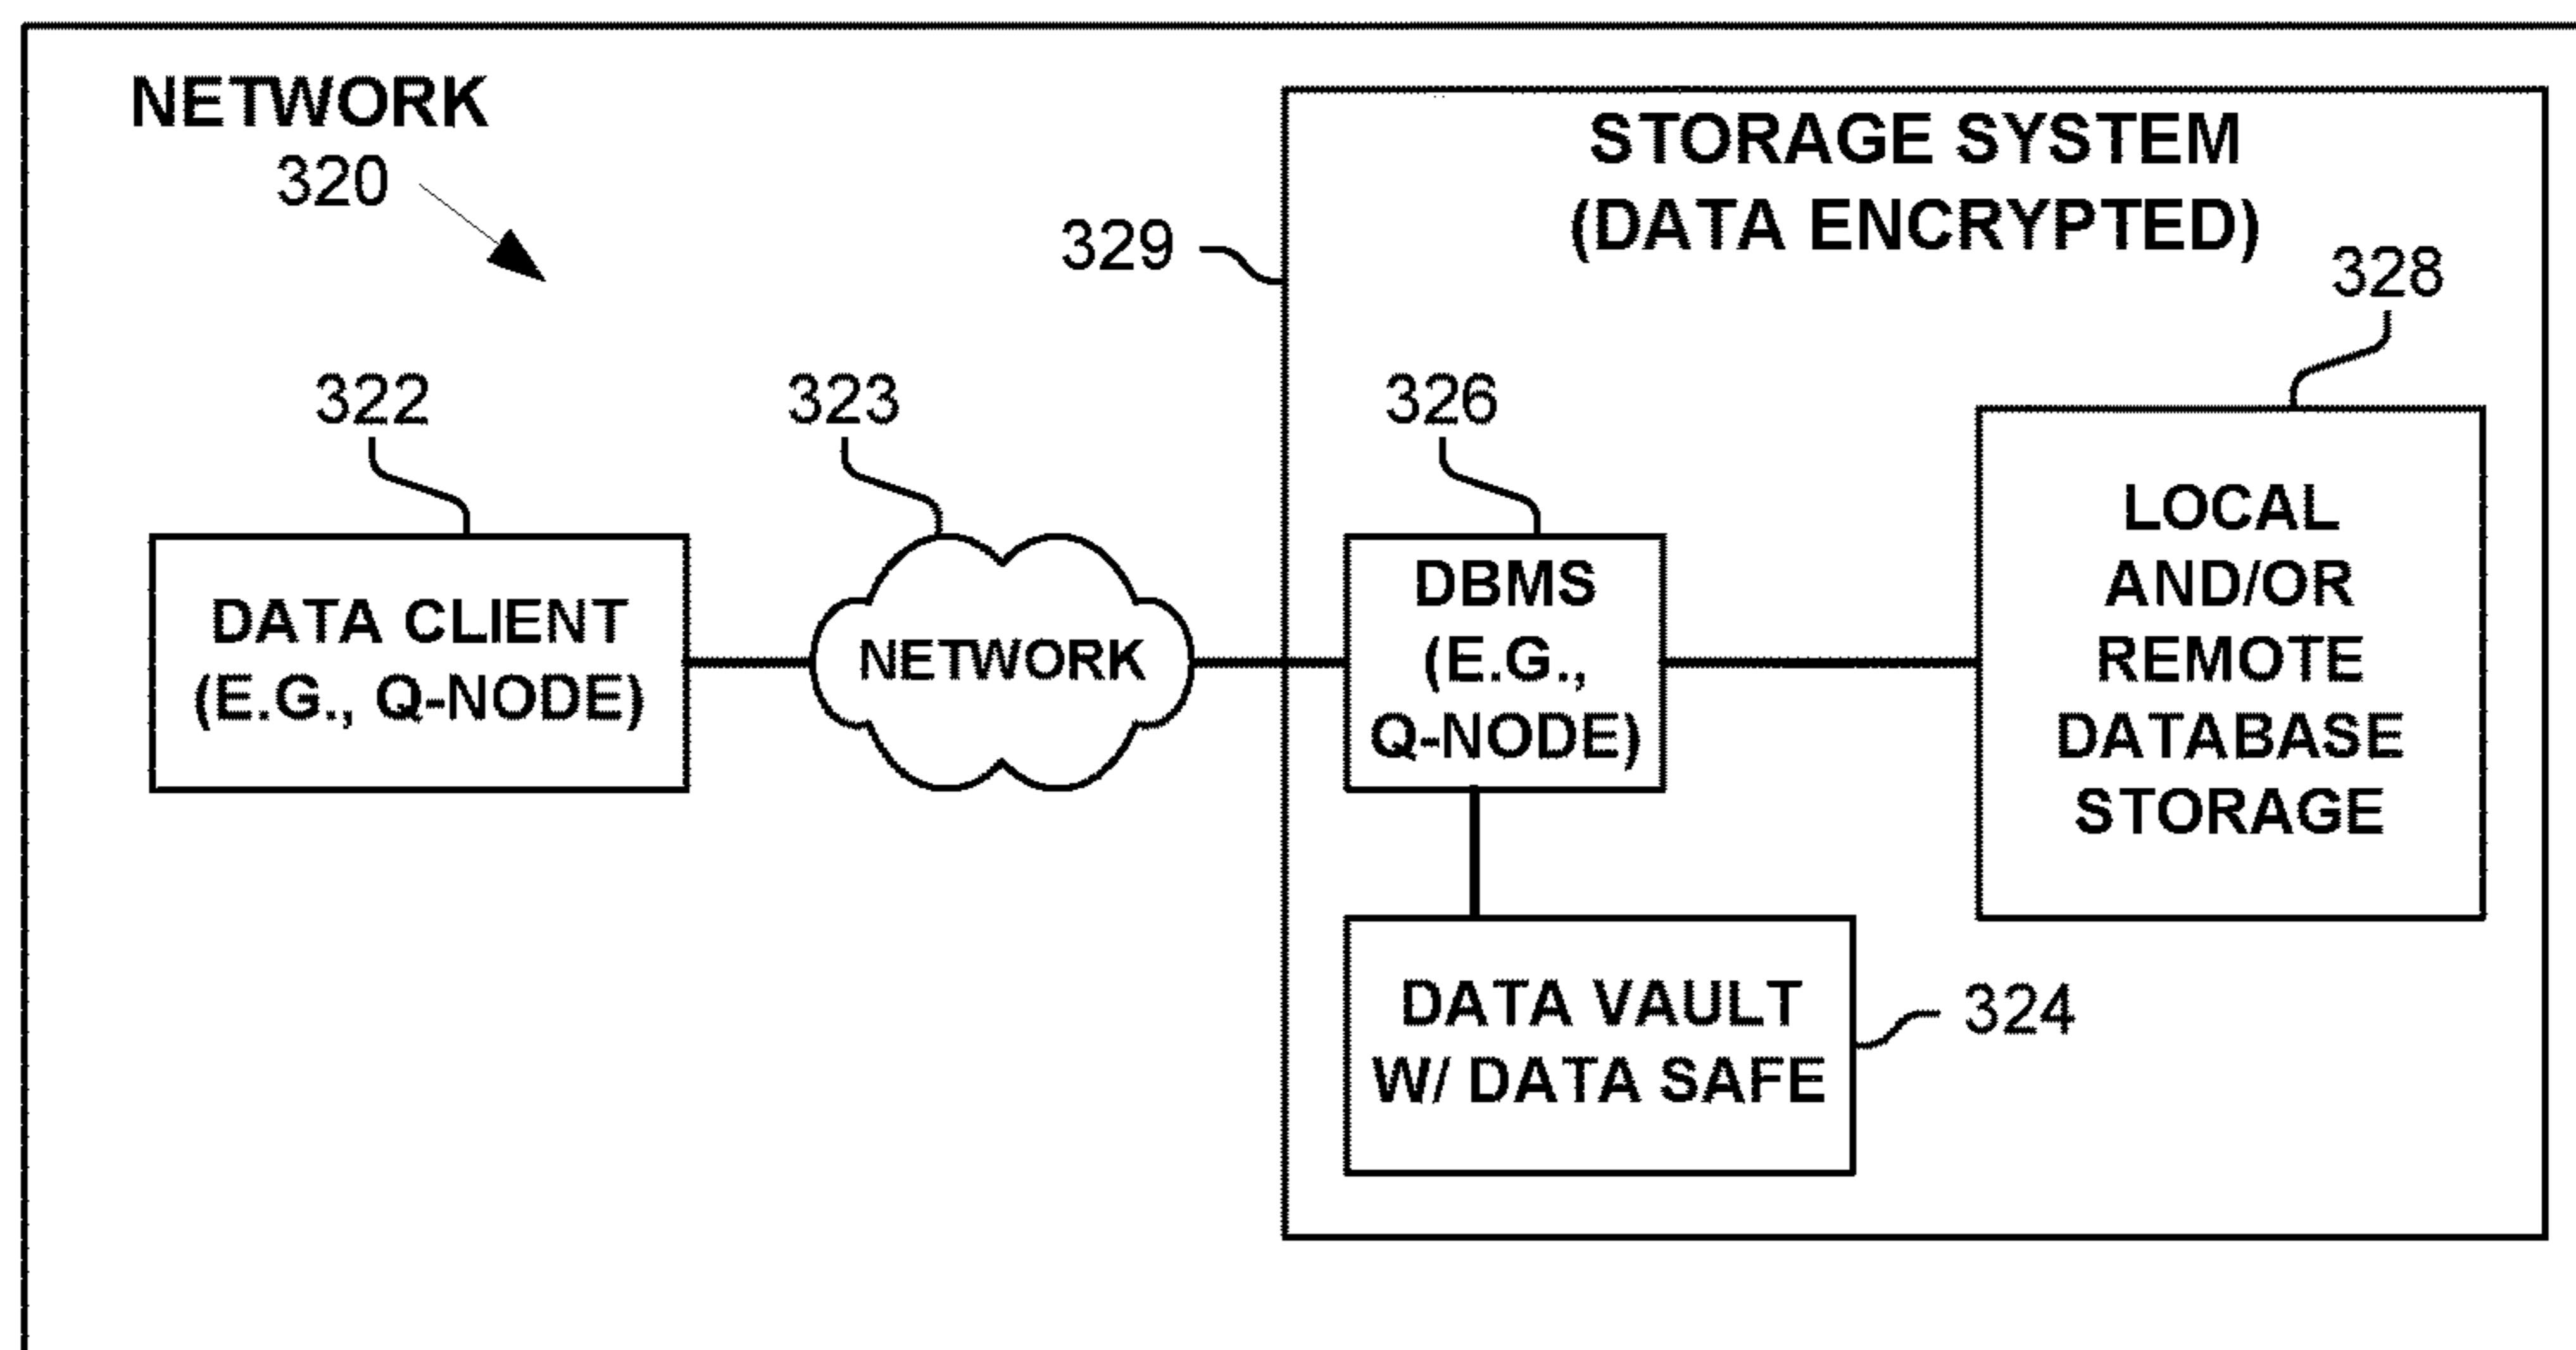 NETWORK
320
STORAGE SYSTEM
(DATA ENCRYPTED)
329
328
322
323
326
DATA CLIENT
(E.G., Q-NODE)
NETWORK
DBMS
(E.G.,
Q-NODE)
LOCAL
AND/OR
REMOTE
DATABASE
STORAGE
DATA VAULT
W/ DATA SAFE
324